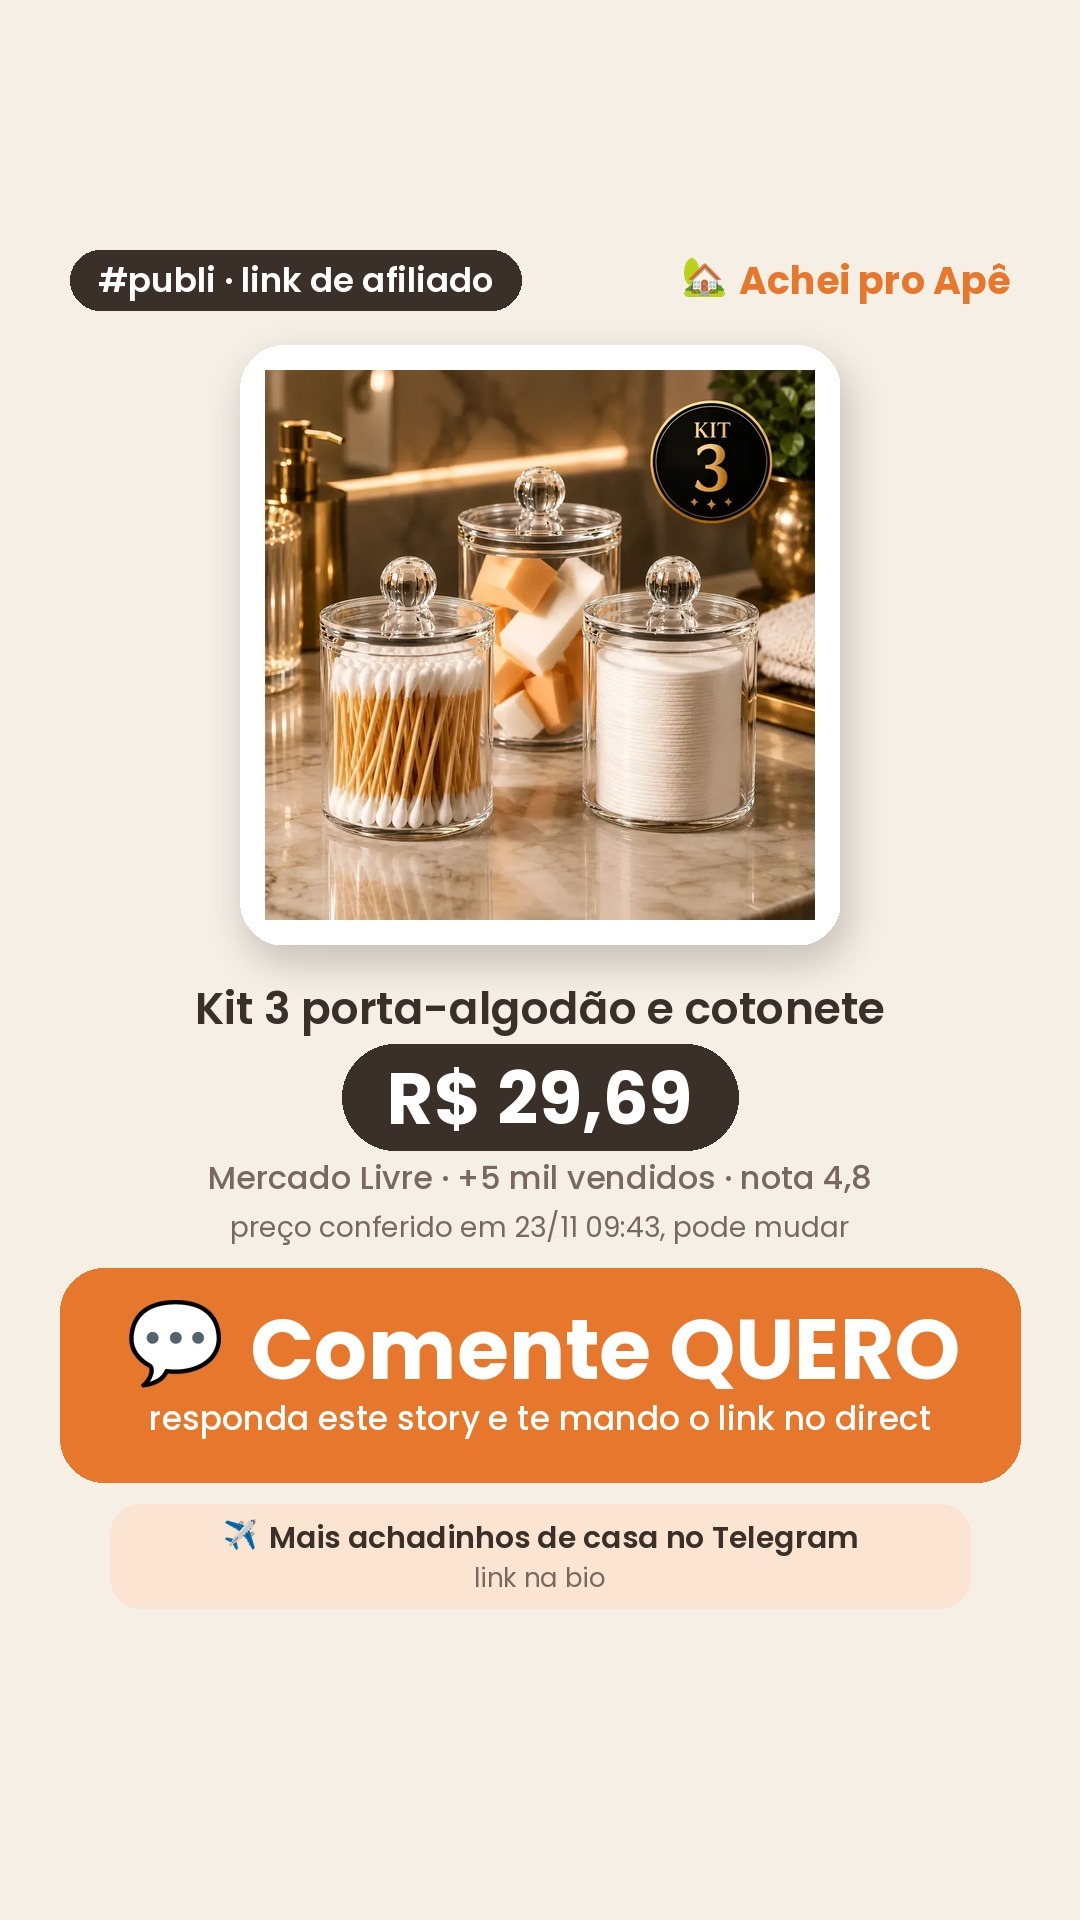 #publi · link de afiliado
🏡 Achei pro Apê
KIT
3
Kit 3 porta-algodão e cotonete
R$ 29,69
Mercado Livre · +5 mil vendidos · nota 4,8
preço conferido em 23/11 09:43, pode mudar
💬 Comente QUERO
responda este story e te mando o link no direct
✈️ Mais achadinhos de casa no Telegram
link na bio